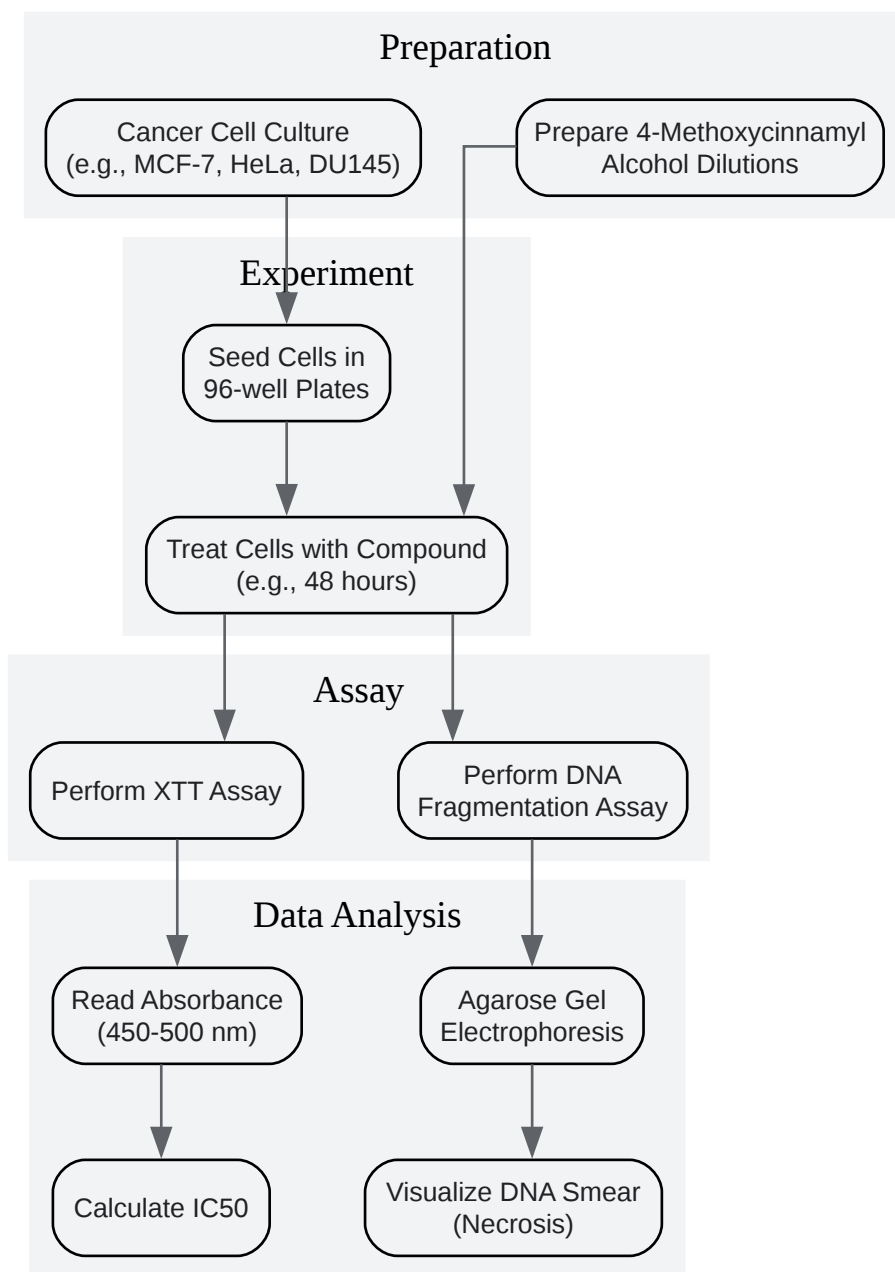 Preparation
Cancer Cell Culture
(e.g., MCF-7, HeLa, DU145)
Prepare 4-Methoxycinnamyl
Alcohol Dilutions
Experiment
Seed Cells in
96-well Plates
Treat Cells with Compound
(e.g., 48 hours)
Assay
Perform XTT Assay
Perform DNA
Fragmentation Assay
Data Analysis
Read Absorbance
(450-500 nm)
Agarose Gel
Electrophoresis
Calculate IC50
Visualize DNA Smear
(Necrosis)